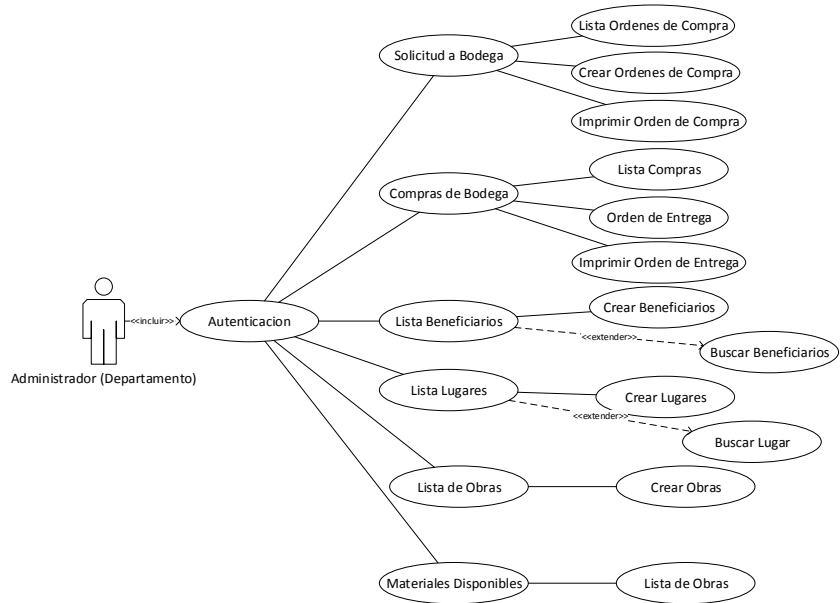 Lista Ordenes de Compra
Solicitud a Bodega
Crear Ordenes de Compra
Imprimir Orden de Compra
Lista Compras
Compras de Bodega
Orden de Entrega
Imprimir Orden de Entrega
Crear Beneficiarios
<<incluir>>
Autenticacion
Lista Beneficiarios
<<extender>>
Buscar Beneficiarios
Administrador (Departamento)
Lista Lugares
Crear Lugares
<<extender>>
Buscar Lugar
Lista de Obras
Crear Obras
Materiales Disponibles
Lista de Obras